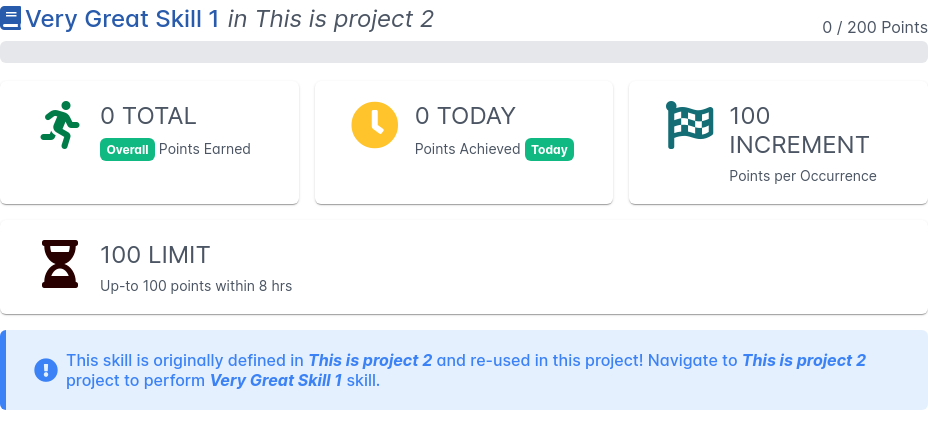 Very Great Skill 1 in This is project 2
0 / 200 Points
0 TOTAL
Overall Points Earned
0 TODAY
Points Achieved Today
100
INCREMENT
Points per Occurrence
100 LIMIT
Up-to 100 points within 8 hrs
This skill is originally defined in This is project 2 and re-used in this project! Navigate to This is project 2
project to perform Very Great Skill 1 skill.